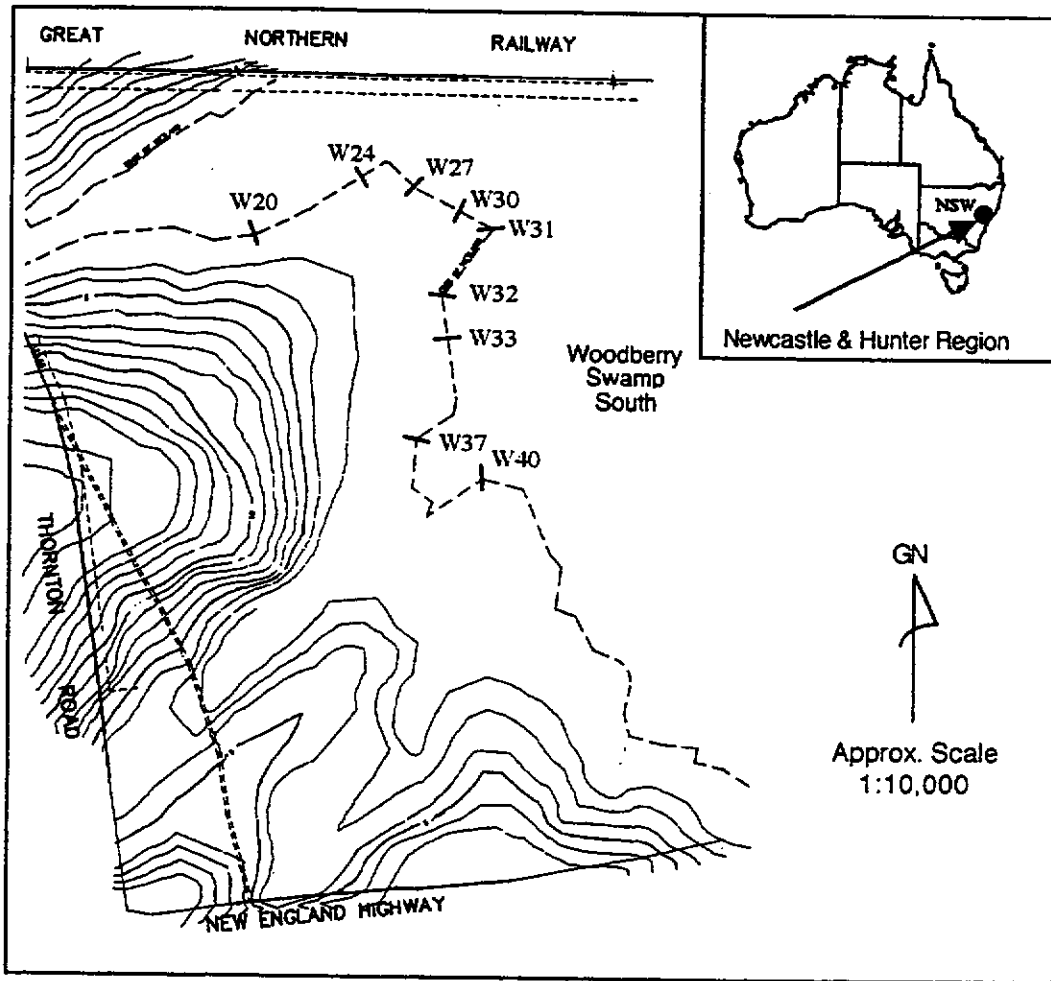 GREAT NORTHERN RAILWAY
W24
W27
W20
W30
W31
W32
W33
W37
W40
Woodberry
Swamp
South
NSW
Newcastle & Hunter Region
THORNTON ROAD
GN
Approx. Scale
1:10,000
NEW ENGLAND HIGHWAY